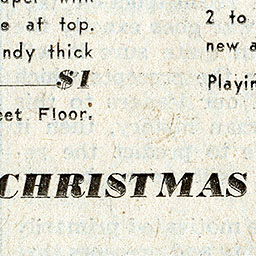 e at top.
ndy thick
$1
eet Floor.
2 to
new a
Playin
CHRISTMAS